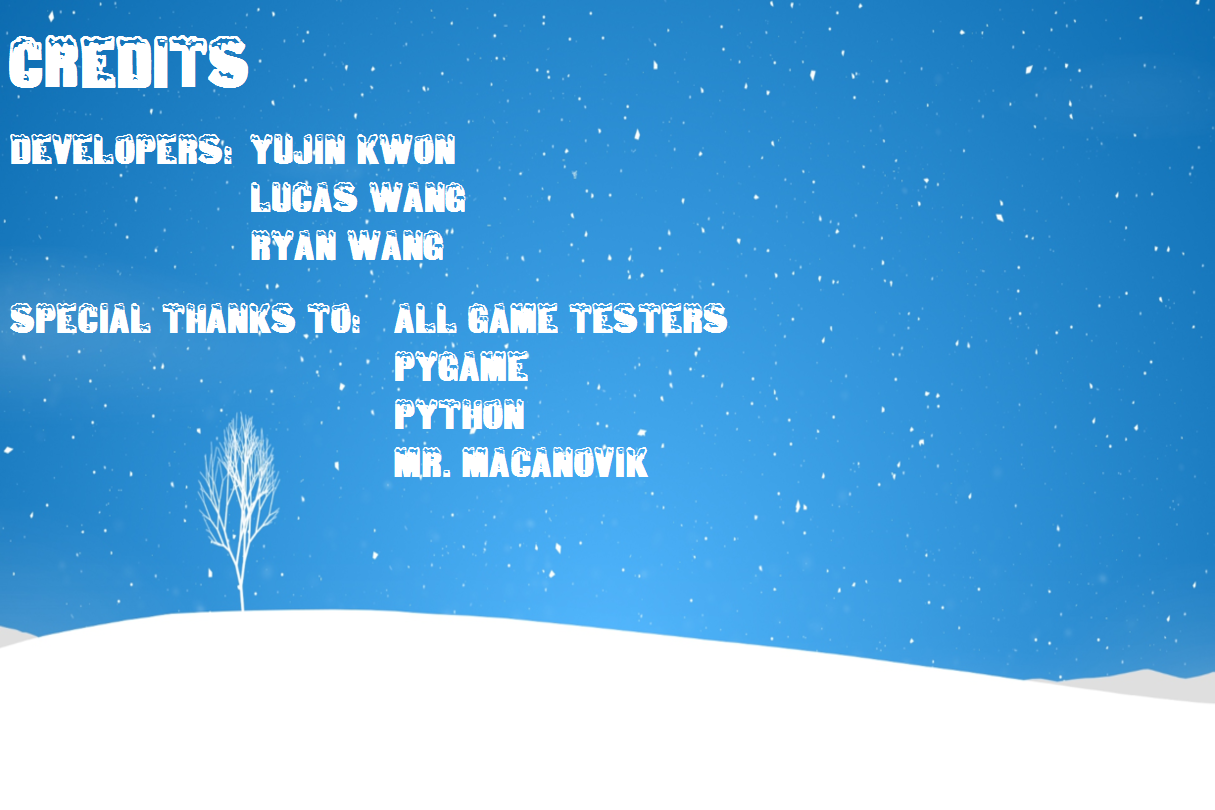 CREDITS
DEVELOPERS: YUJIN KWON
LUCAS WANG
RYAN WANG
SPECIAL THANKS TO: ALL GAME TESTERS
PYGAME
PYTHON
MR. MACANOVIK